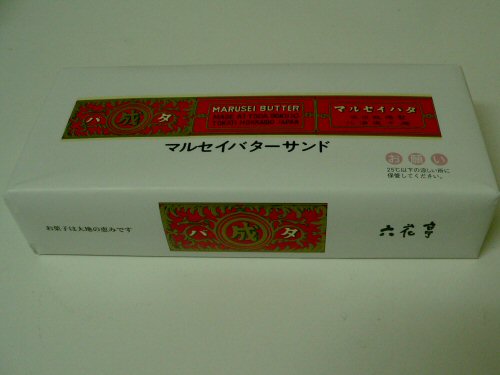 バ 成 タ
MARUSEI BUTTER
マルセイバタ
マルセイバターサンド
お願い
25℃以下の涼しい所に
保管してください。
お菓子は大地の恵みです
バ 成 タ
六花亭